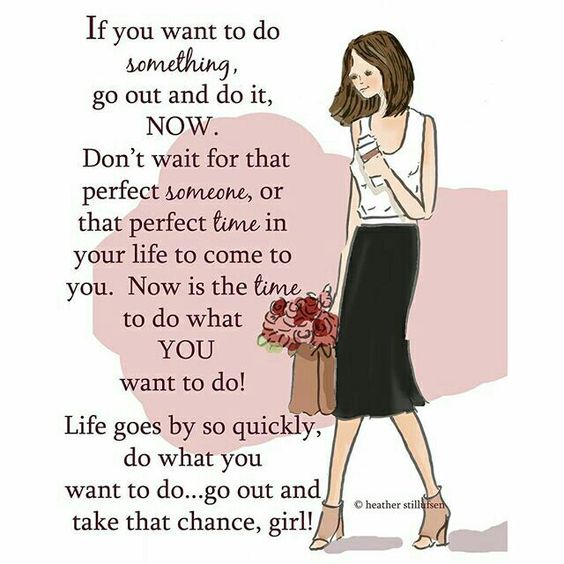 If you want to do
something,
go out and do it,
NOW.
Don't wait for that
perfect someone, or
that perfect time in
your life to come to
you. Now is the time
to do what
YOU
want to do!
Life goes by so quickly,
do what you
want to do...go out and
take that chance, girl!
© heather stillufsen